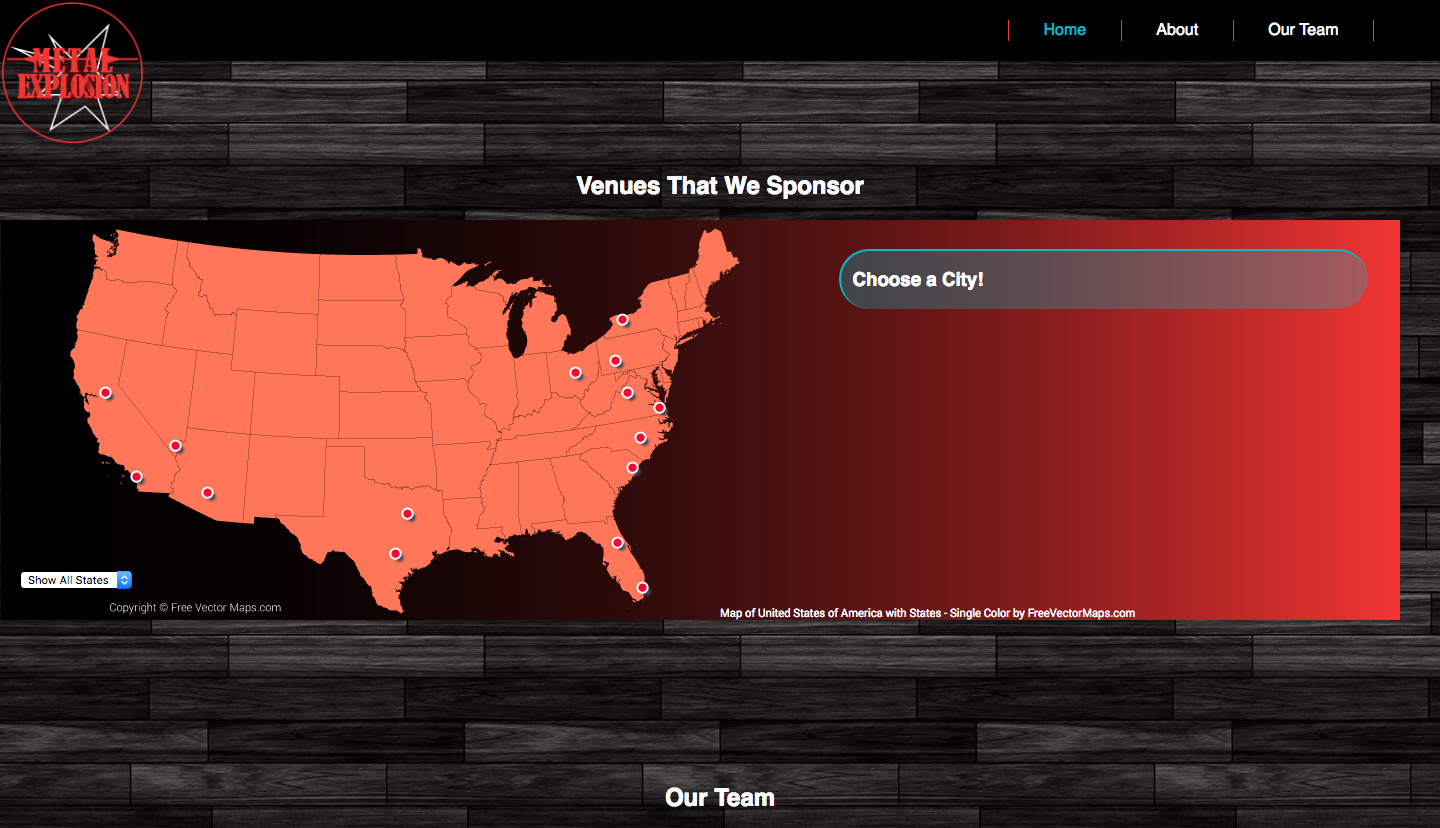 METAL
EXPLOSION
Home
About
Our Team
Venues That We Sponsor
Choose a City!
Show All States
Copyright © Free Vector Maps.com
Map of United States of America with States - Single Color by FreeVectorMaps.com
Our Team